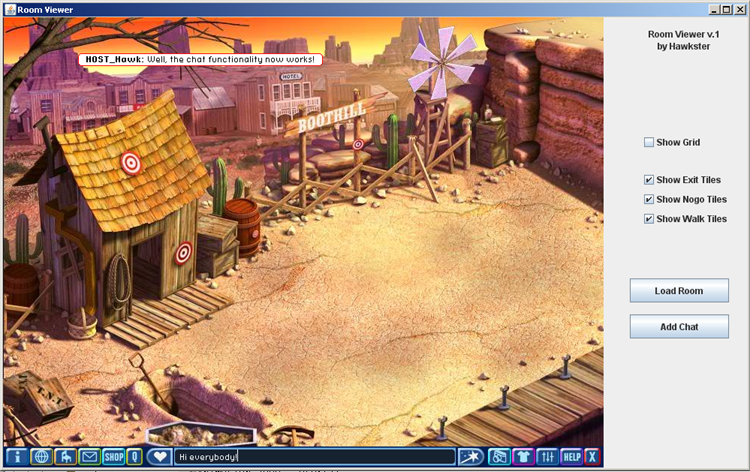 Room Viewer
Room Viewer v.1
by Hawkster
HOST_Hawk: Well, the chat functionality now works!
HOTEL
BOOTHILL
Show Grid
Show Exit Tiles
Show Nogo Tiles
Show Walk Tiles
Load Room
Add Chat
T.N.T
SHOP
Hi everybody!
HELP
X